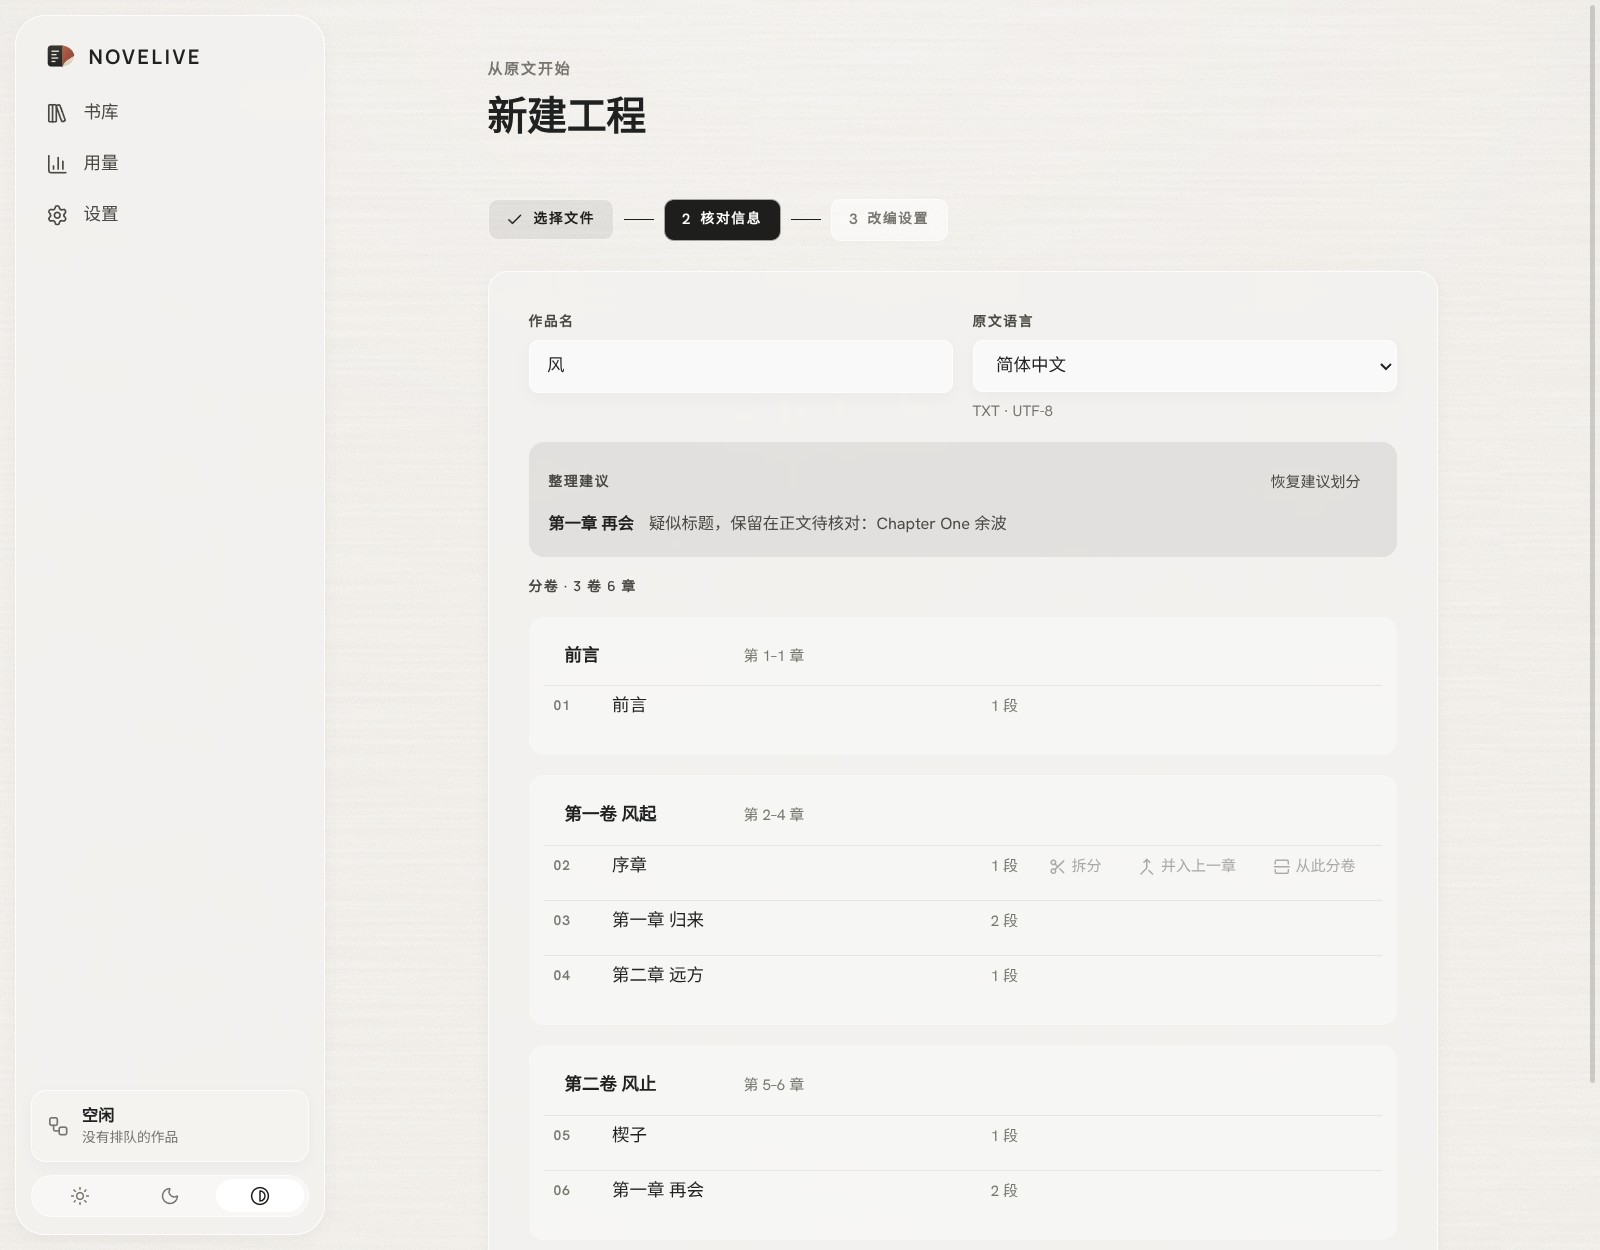 NOVELIVE
书库
用量
设置
空闲
没有排队的作品
从原文开始
新建工程
选择文件
2 核对信息
3 改编设置
作品名
原文语言
风
简体中文
TXT · UTF-8
整理建议
恢复建议划分
第一章 再会 疑似标题，保留在正文待核对：Chapter One 余波
分卷 · 3 卷 6 章
前言 第 1-1 章
01 前言 1 段
第一卷 风起 第 2-4 章
02 序章 1 段 拆分 并入上一章 从此分卷
03 第一章 归来 2 段
04 第二章 远方 1 段
第二卷 风止 第 5-6 章
05 楔子 1 段
06 第一章 再会 2 段